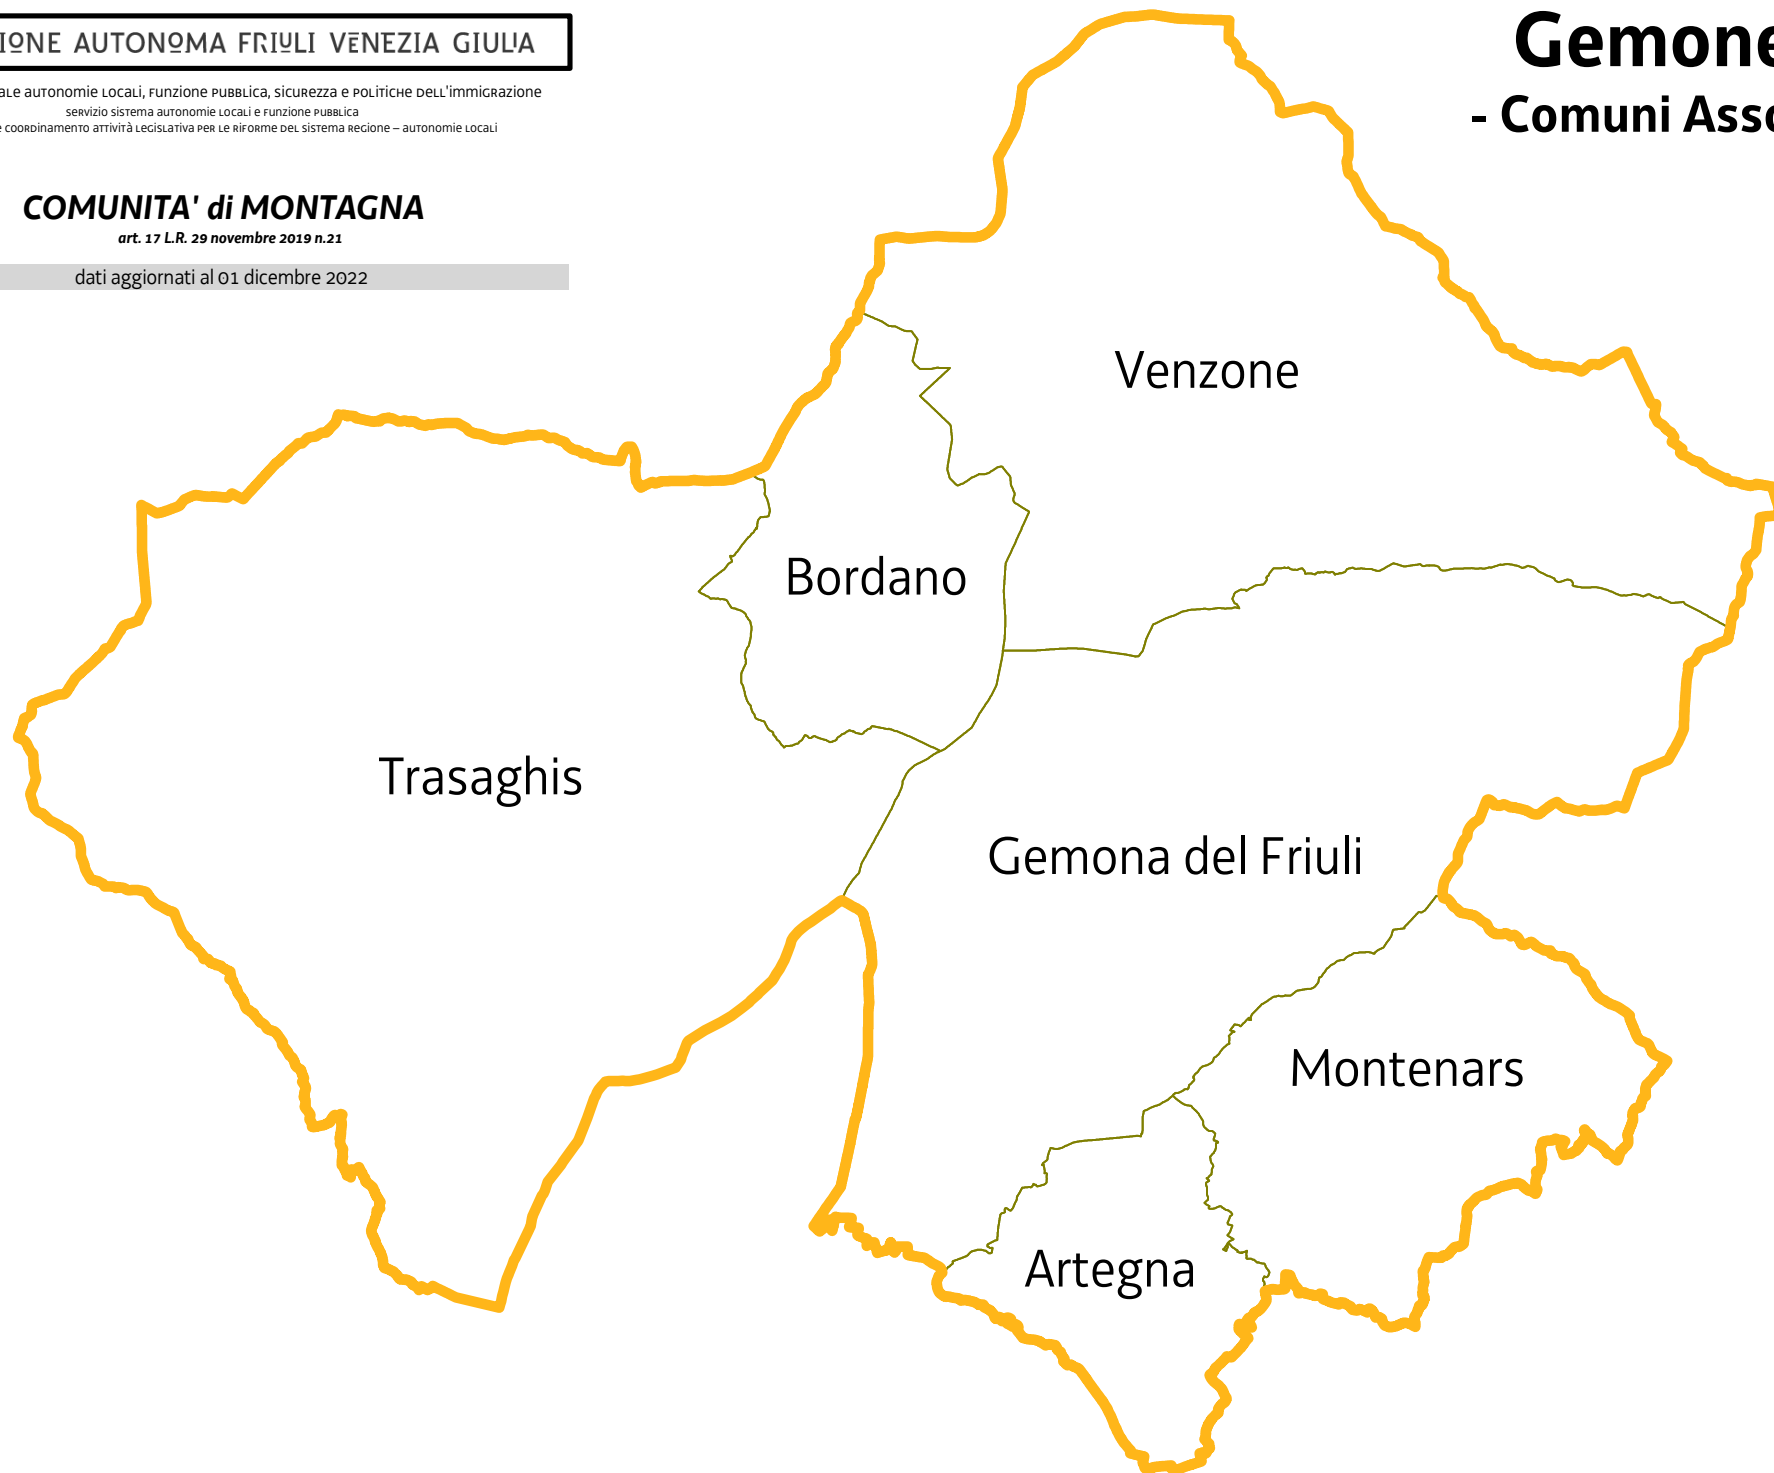 IONE AUTONOMA FRIULI VENEZIA GIULIA
ale autonomie locali, funzione pubblica, sicurezza e politiche dell'immigrazione
servizio sistema autonomie locali e funzione pubblica
e coordinamento attività legislativa per le riforme del sistema regione – autonomie locali
COMUNITA' di MONTAGNA
art. 17 L.R. 29 novembre 2019 n.21
dati aggiornati al 01 dicembre 2022
Gemone
- Comuni Asso
Venzone
Bordano
Trasaghis
Gemona del Friuli
Montenars
Artegna